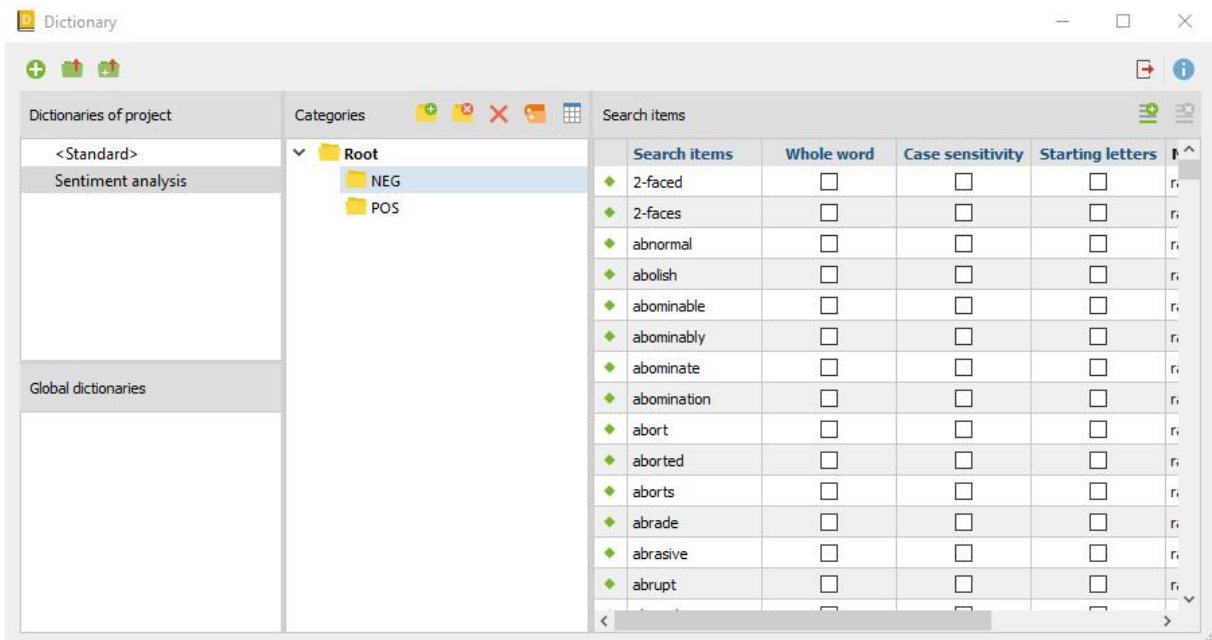 Dictionary
Dictionaries of project
Categories
Search items
<Standard>
Sentiment analysis
Global dictionaries
Root
NEG
POS
Search items Whole word Case sensitivity Starting letters
2-faced
2-faces
abnormal
abolish
abominable
abominably
abominate
abomination
abort
aborted
aborts
abrade
abrasive
abrupt